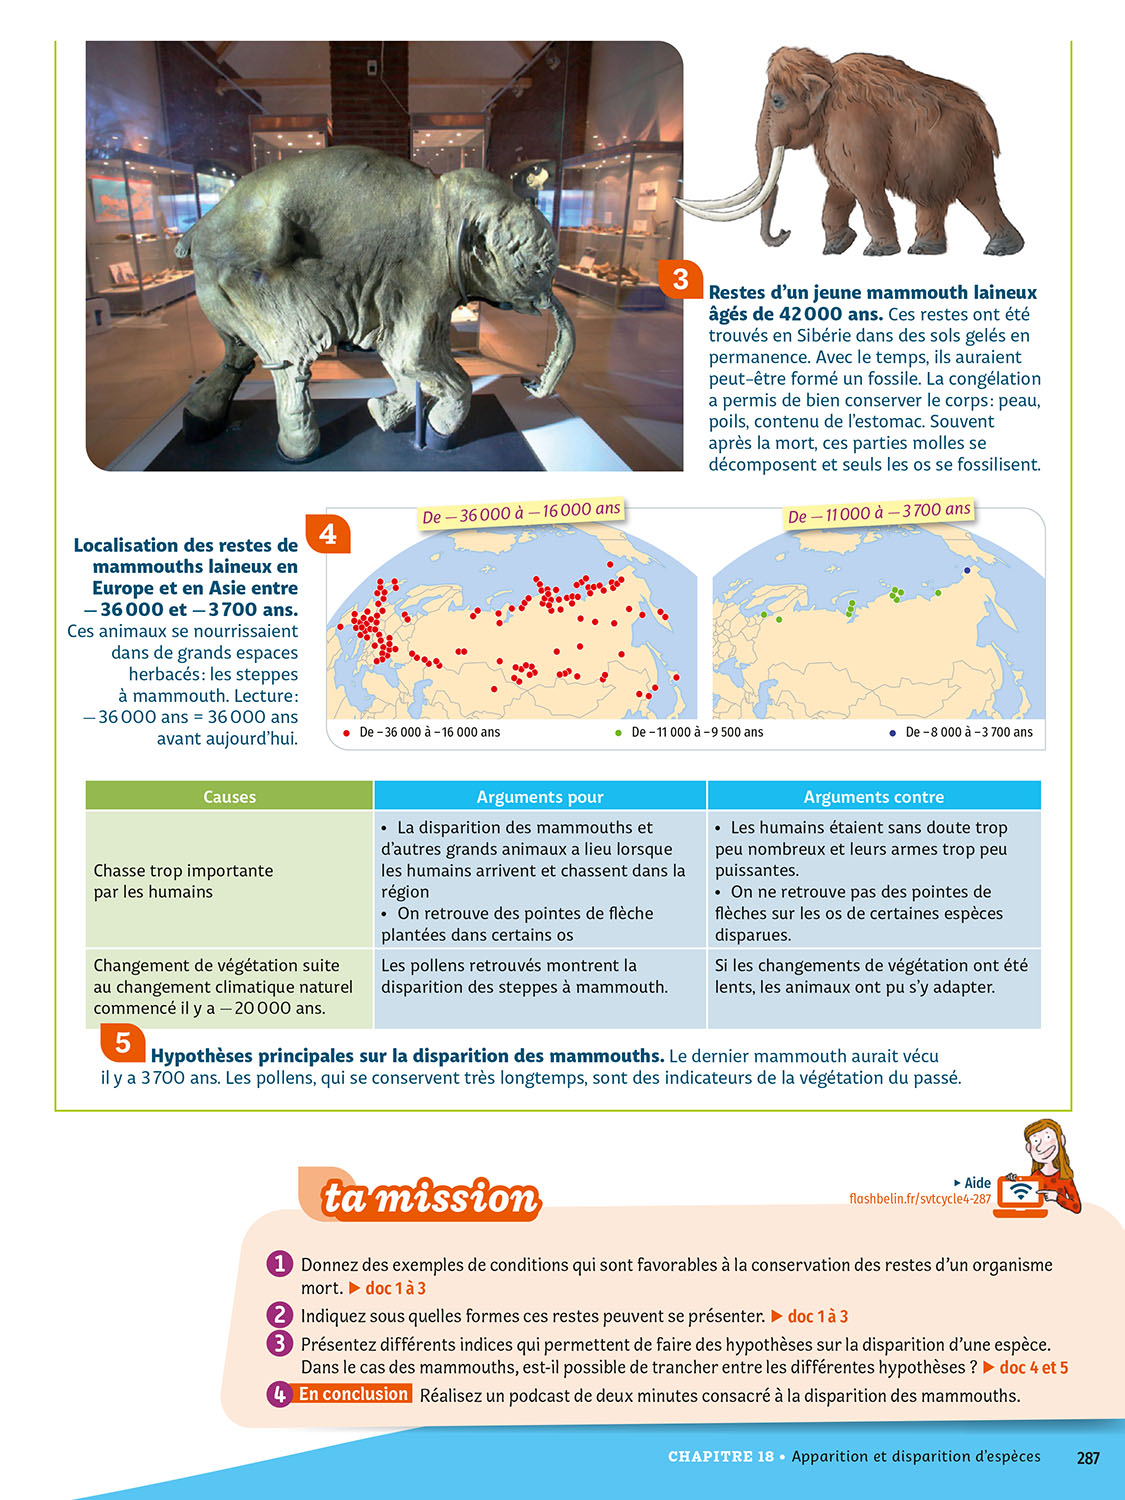 3
Restes d'un jeune mammouth laineux
âgés de 42 000 ans. Ces restes ont été
trouvés en Sibérie dans des sols gelés en
permanence. Avec le temps, ils auraient
peut-être formé un fossile. La congélation
a permis de bien conserver le corps : peau,
poils, contenu de l'estomac. Souvent
après la mort, ces parties molles se
décomposent et seuls les os se fossilisent.
4
Localisation des restes de
mammouths laineux en
Europe et en Asie entre
– 36 000 et – 3 700 ans.
Ces animaux se nourrissaient
dans de grands espaces
herbacés : les steppes
à mammouth. Lecture :
– 36 000 ans = 36 000 ans
avant aujourd'hui.
De – 36 000 à – 16 000 ans
De – 11 000 à – 3 700 ans
De – 36 000 à – 16 000 ans
De – 11 000 à – 9 500 ans
De – 8 000 à – 3 700 ans
Causes
Arguments pour
Arguments contre
Chasse trop importante
par les humains
• La disparition des mammouths et
d'autres grands animaux a lieu lorsque
les humains arrivent et chassent dans la
région
• On retrouve des pointes de flèche
plantées dans certains os
• Les humains étaient sans doute trop
peu nombreux et leurs armes trop peu
puissantes.
• On ne retrouve pas des pointes de
flèches sur les os de certaines espèces
disparues.
Changement de végétation suite
au changement climatique naturel
commencé il y a – 20 000 ans.
Les pollens retrouvés montrent la
disparition des steppes à mammouth.
Si les changements de végétation ont été
lents, les animaux ont pu s'y adapter.
5
Hypothèses principales sur la disparition des mammouths. Le dernier mammouth aurait vécu
il y a 3 700 ans. Les pollens, qui se conservent très longtemps, sont des indicateurs de la végétation du passé.
ta mission
▸ Aide
flashbelin.fr/svtcycle4-287
1 Donnez des exemples de conditions qui sont favorables à la conservation des restes d'un organisme
mort. ▶ doc 1 à 3
2 Indiquez sous quelles formes ces restes peuvent se présenter. ▶ doc 1 à 3
3 Présentez différents indices qui permettent de faire des hypothèses sur la disparition d'une espèce.
Dans le cas des mammouths, est-il possible de trancher entre les différentes hypothèses ? ▶ doc 4 et 5
4 En conclusion Réalisez un podcast de deux minutes consacré à la disparition des mammouths.
CHAPITRE 18 • Apparition et disparition d'espèces 287